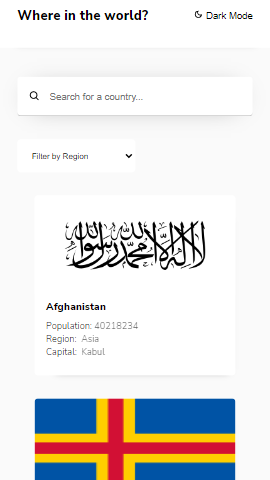 Where in the world?
Dark Mode
Search for a country...
Filter by Region
لا إله إلا الله محمد رسول الله
Afghanistan
Population: 40218234
Region: Asia
Capital: Kabul